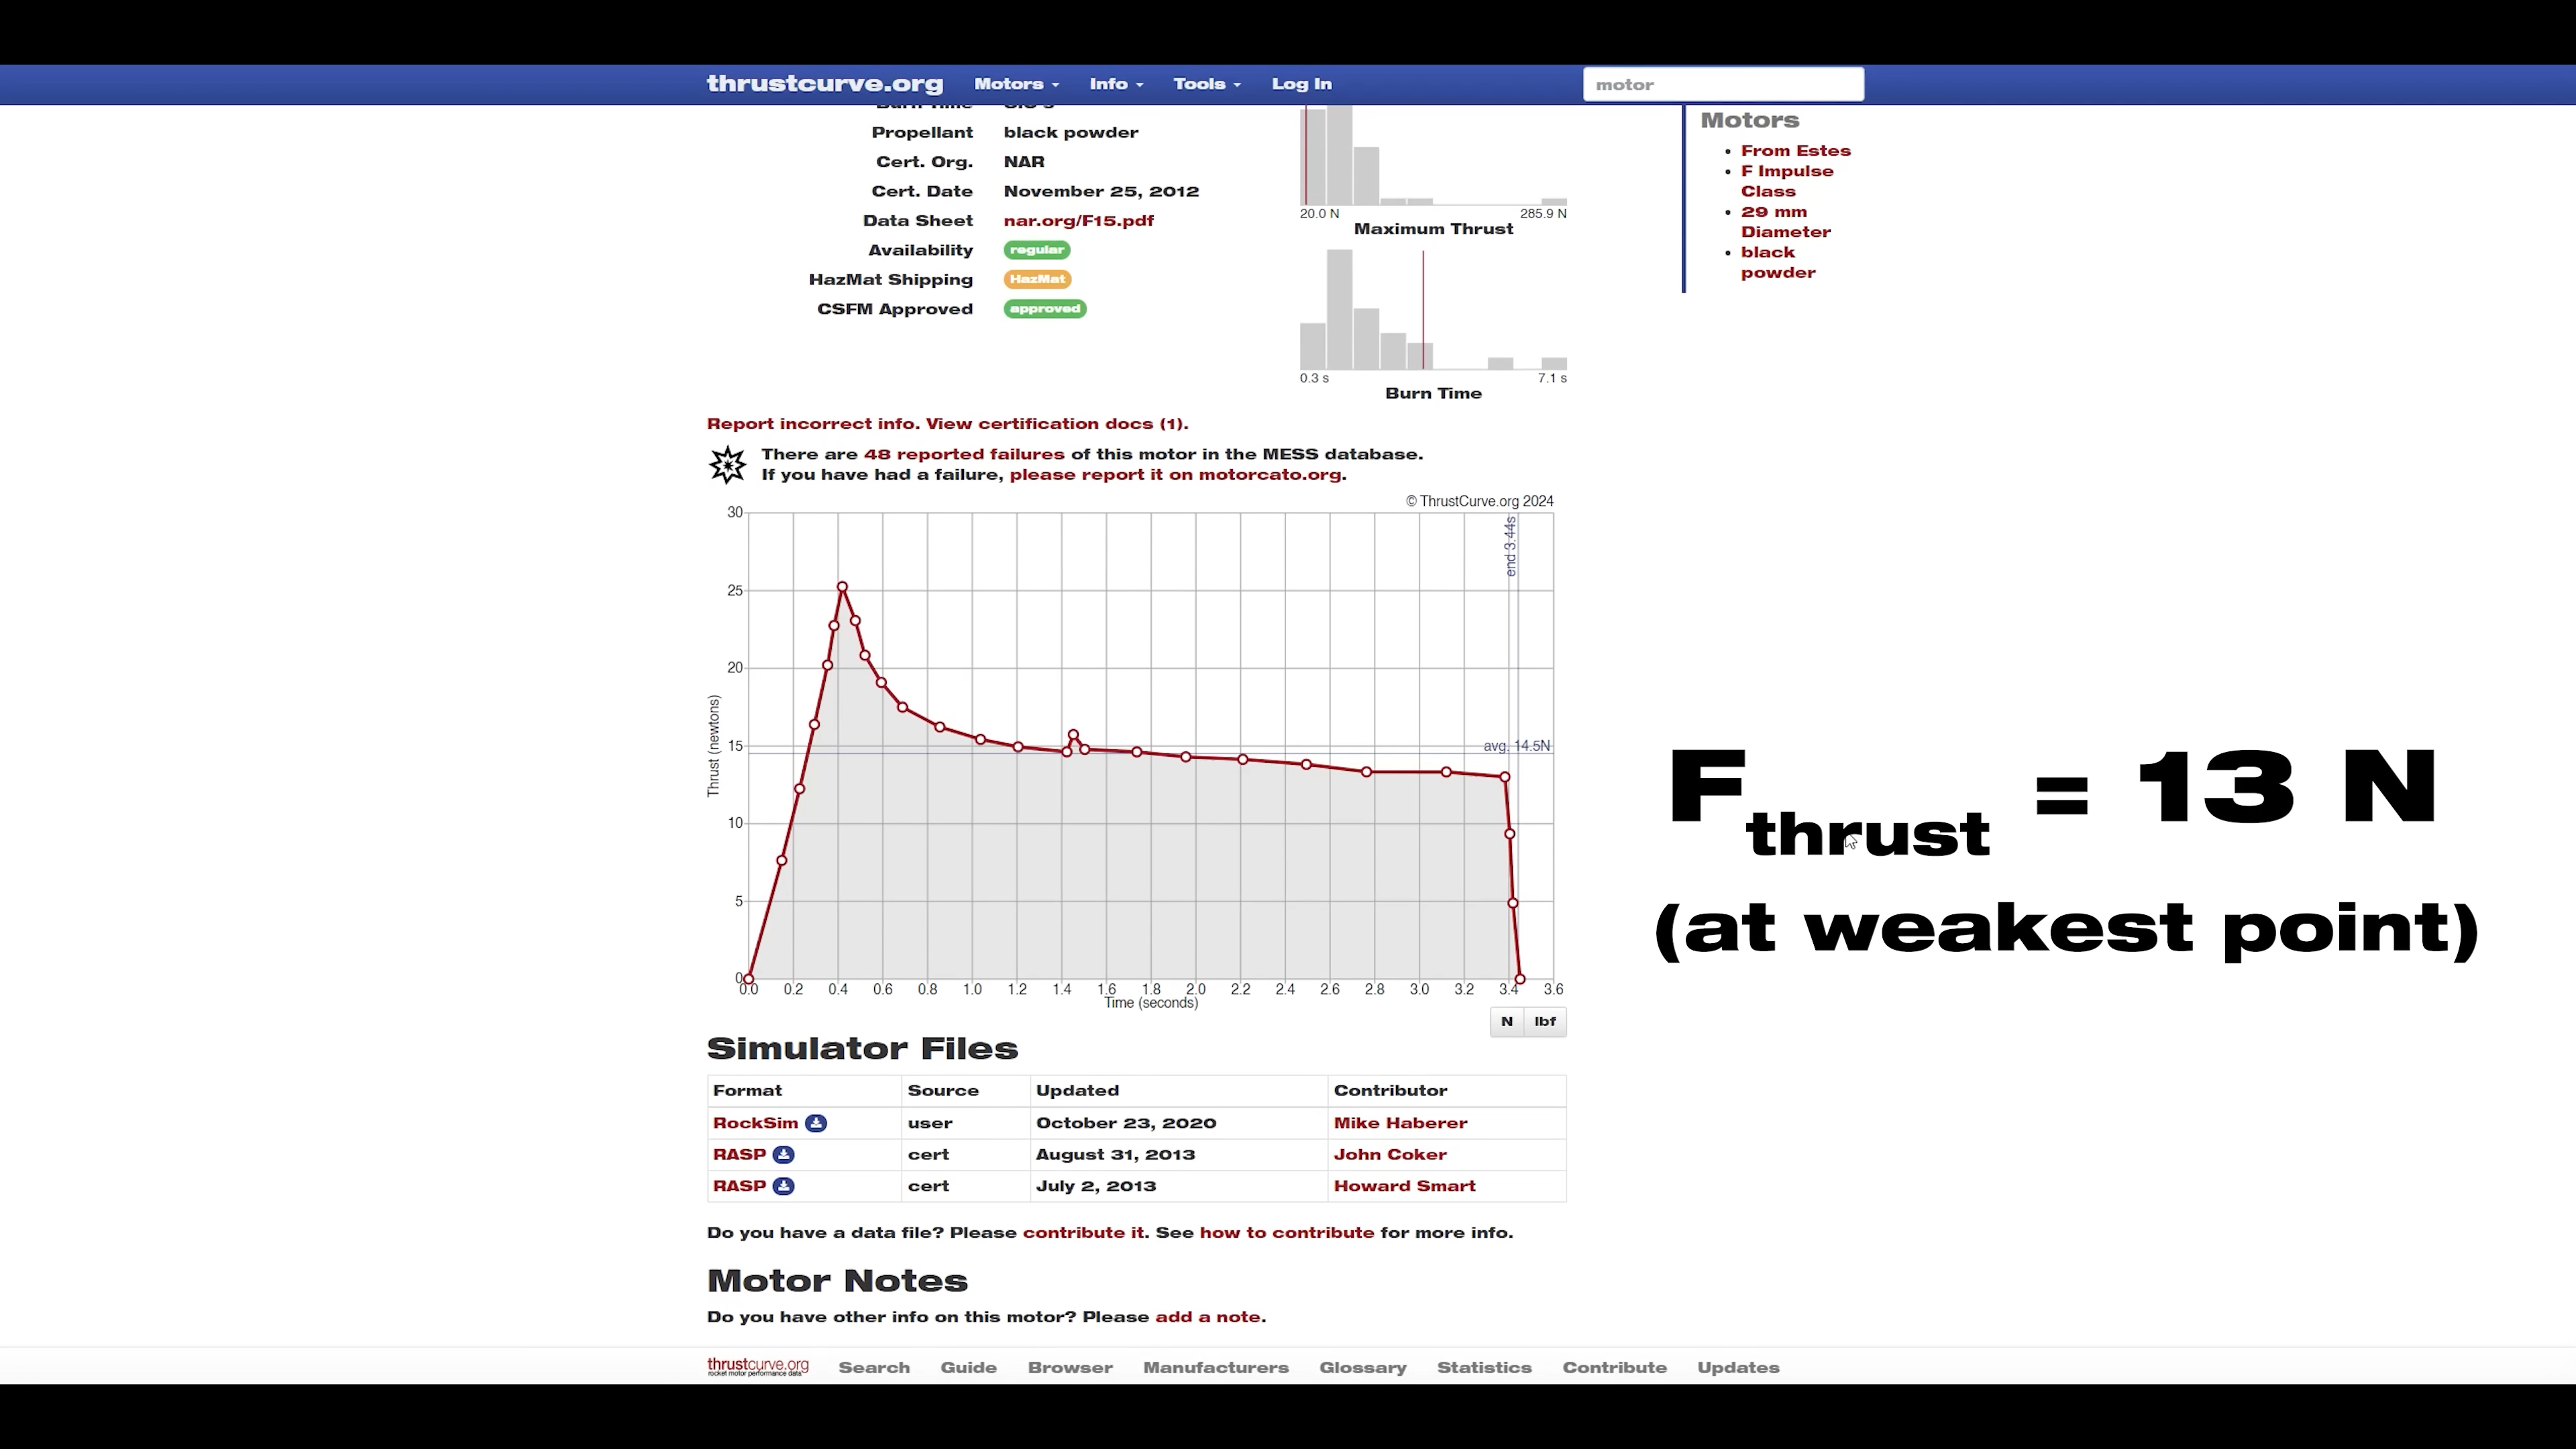 thrustcurve.org Motors Info Tools Log In motor
Propellant black powder
Cert. Org. NAR
Cert. Date November 25, 2012
Data Sheet nar.org/F15.pdf
Availability regular
HazMat Shipping HazMat
CSFM Approved approved
20.0 N 285.9 N
Maximum Thrust
0.3 s 7.1 s
Burn Time
Motors
From Estes
F Impulse
Class
29 mm
Diameter
black
powder
Report incorrect info. View certification docs (1).
There are 48 reported failures of this motor in the MESS database.
If you have had a failure, please report it on motorcato.org.
© ThrustCurve.org 2024
30
25
20
15
10
5
0
Thrust (newtons)
end 3.44s
avg. 14.5N
0.0 0.2 0.4 0.6 0.8 1.0 1.2 1.4 1.6 1.8 2.0 2.2 2.4 2.6 2.8 3.0 3.2 3.4 3.6
Time (seconds)
N lbf
Fthrust = 13 N
(at weakest point)
Simulator Files
Format Source Updated Contributor
RockSim user October 23, 2020 Mike Haberer
RASP cert August 31, 2013 John Coker
RASP cert July 2, 2013 Howard Smart
Do you have a data file? Please contribute it. See how to contribute for more info.
Motor Notes
Do you have other info on this motor? Please add a note.
thrustcurve.org Search Guide Browser Manufacturers Glossary Statistics Contribute Updates
rocket motor performance data